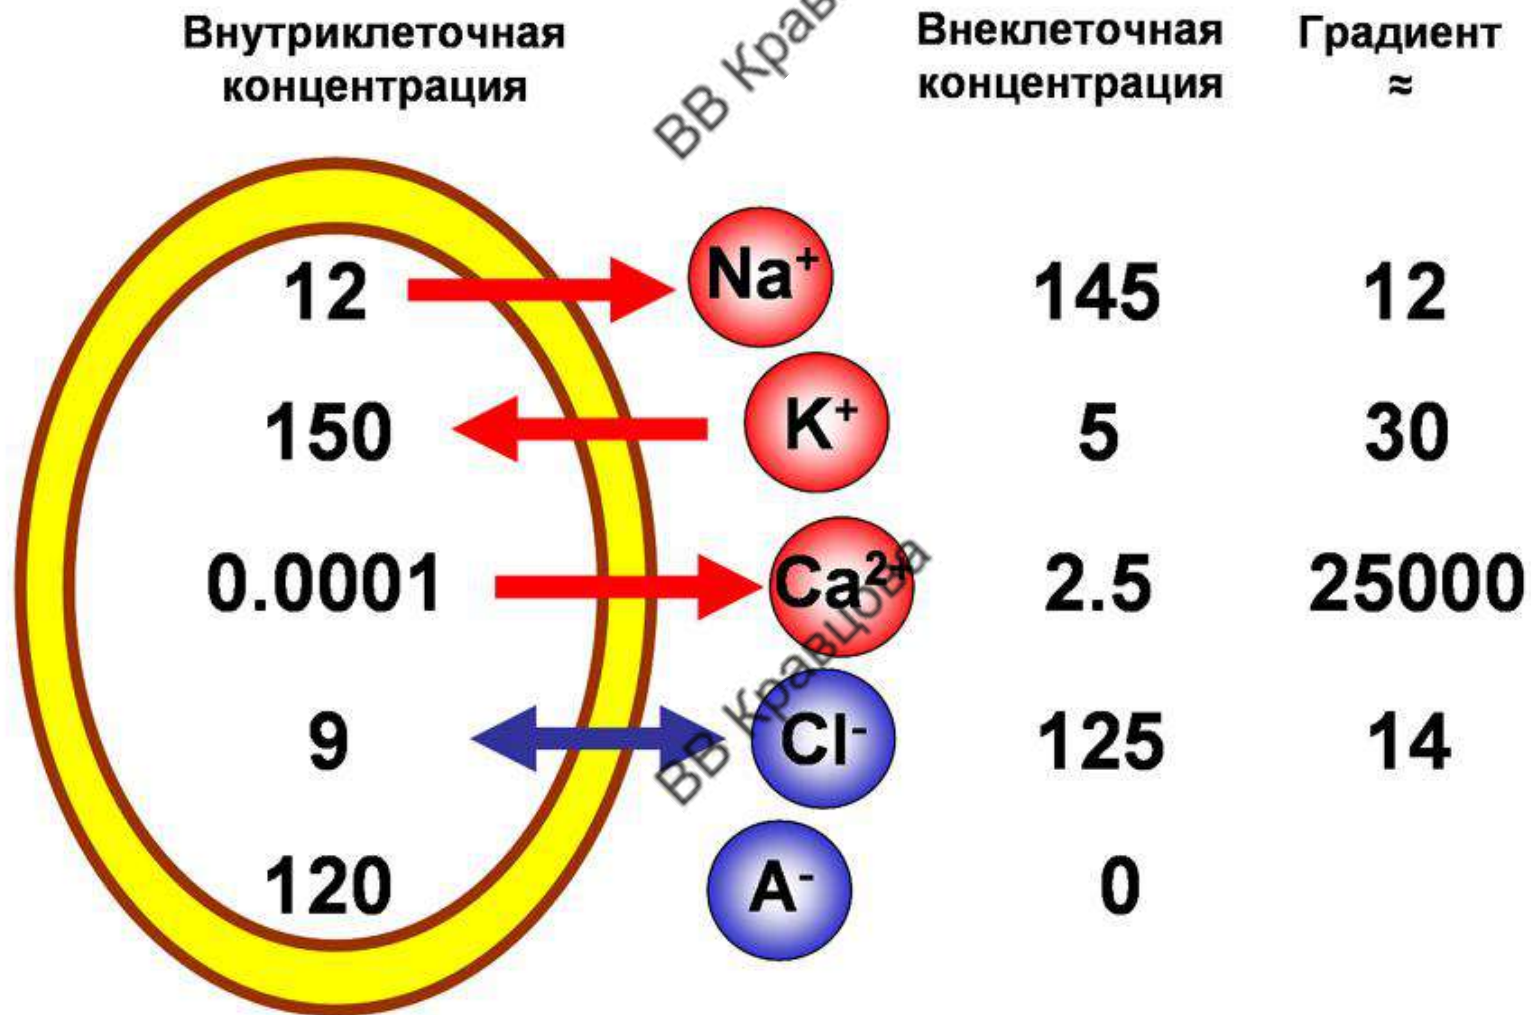 Внутриклеточная
концентрация
Внеклеточная
концентрация
Градиент
≈
ВВ Кравц
12 Na⁺ 145 12
150 K⁺ 5 30
0.0001 Ca²⁺ 2.5 25000
ВВ Кравцова
9 Cl⁻ 125 14
120 A⁻ 0